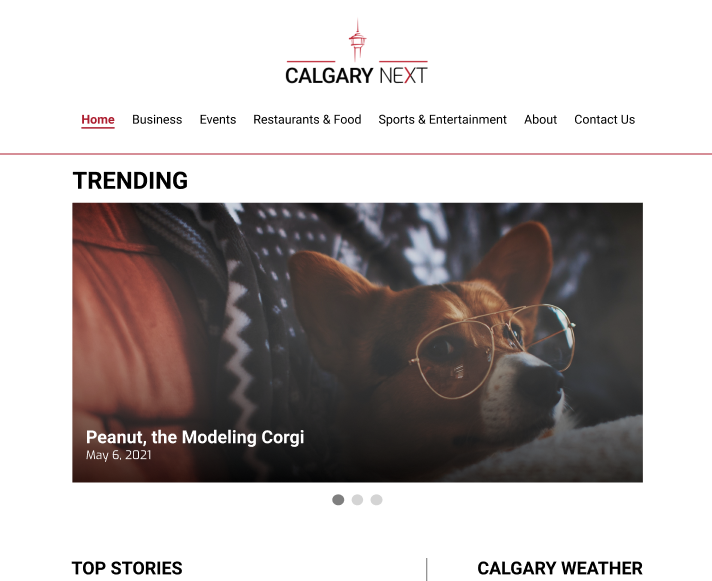 CALGARY NEXT
Home Business Events Restaurants & Food Sports & Entertainment About Contact Us
TRENDING
Peanut, the Modeling Corgi
May 6, 2021
TOP STORIES
CALGARY WEATHER